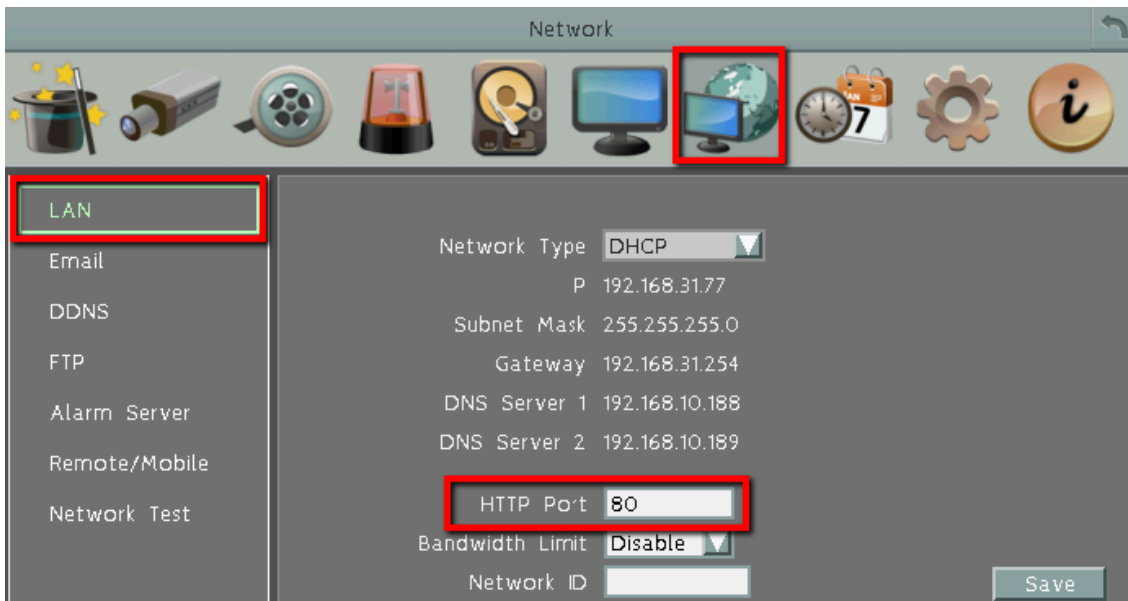 Network
JAN
7
i
LAN
Email
DDNS
FTP
Alarm Server
Remote/Mobile
Network Test
Network Type DHCP
P 192.168.31.77
Subnet Mask 255.255.255.0
Gateway 192.168.31.254
DNS Server 1 192.168.10.188
DNS Server 2 192.168.10.189
HTTP Port 80
Bandwidth Limit Disable
Network ID
Save